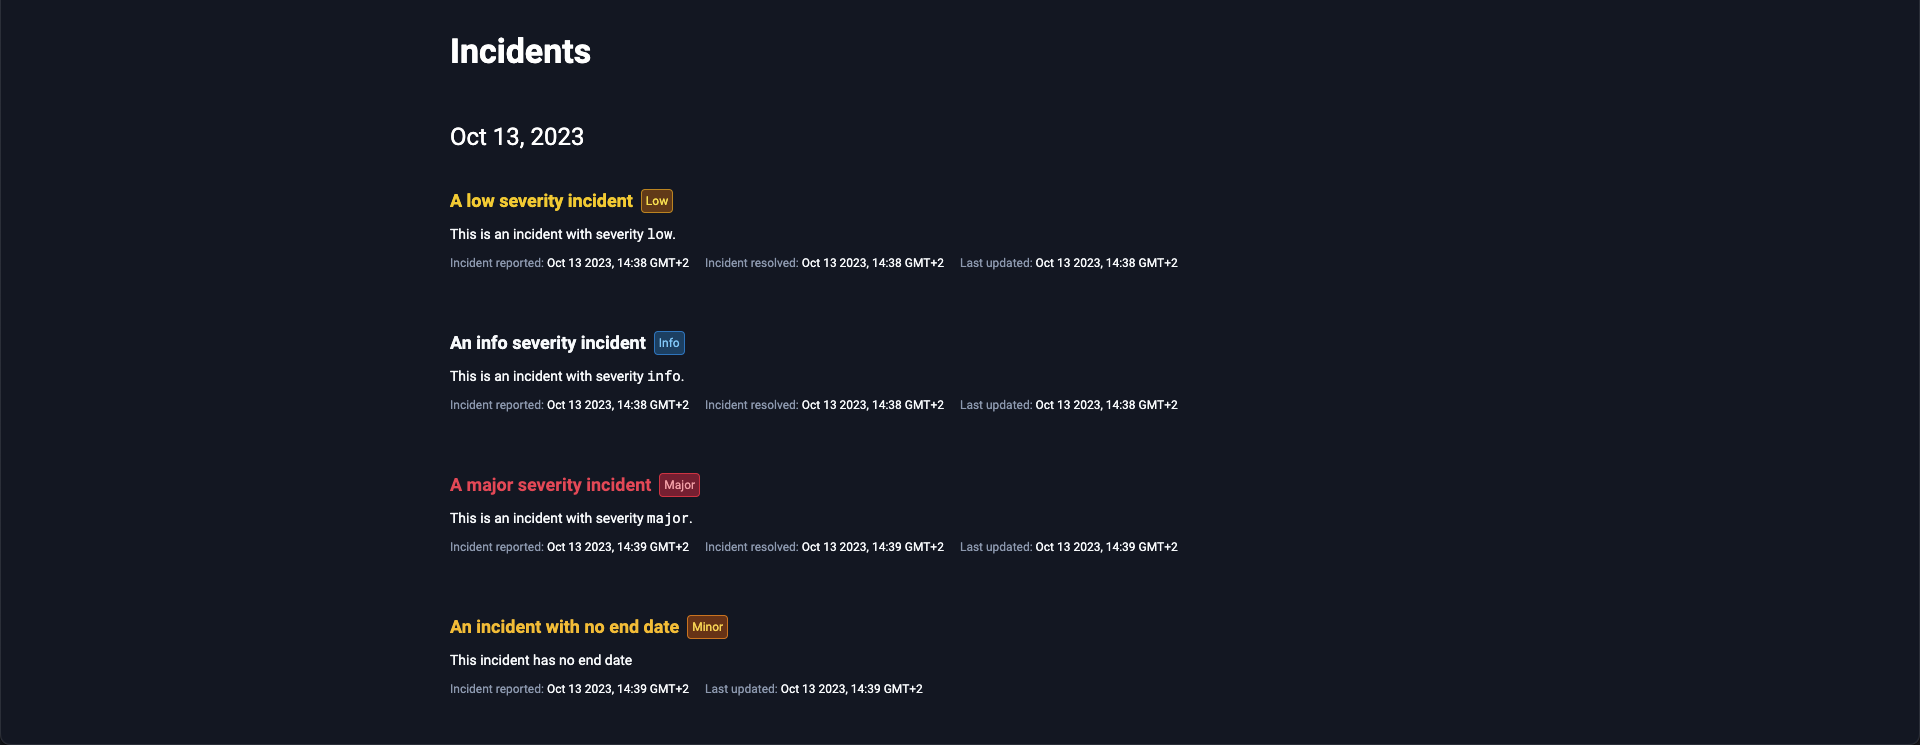 Incidents
Oct 13, 2023
A low severity incident Low
This is an incident with severity low.
Incident reported: Oct 13 2023, 14:38 GMT+2 Incident resolved: Oct 13 2023, 14:38 GMT+2 Last updated: Oct 13 2023, 14:38 GMT+2
An info severity incident Info
This is an incident with severity info.
Incident reported: Oct 13 2023, 14:38 GMT+2 Incident resolved: Oct 13 2023, 14:38 GMT+2 Last updated: Oct 13 2023, 14:38 GMT+2
A major severity incident Major
This is an incident with severity major.
Incident reported: Oct 13 2023, 14:39 GMT+2 Incident resolved: Oct 13 2023, 14:39 GMT+2 Last updated: Oct 13 2023, 14:39 GMT+2
An incident with no end date Minor
This incident has no end date
Incident reported: Oct 13 2023, 14:39 GMT+2 Last updated: Oct 13 2023, 14:39 GMT+2